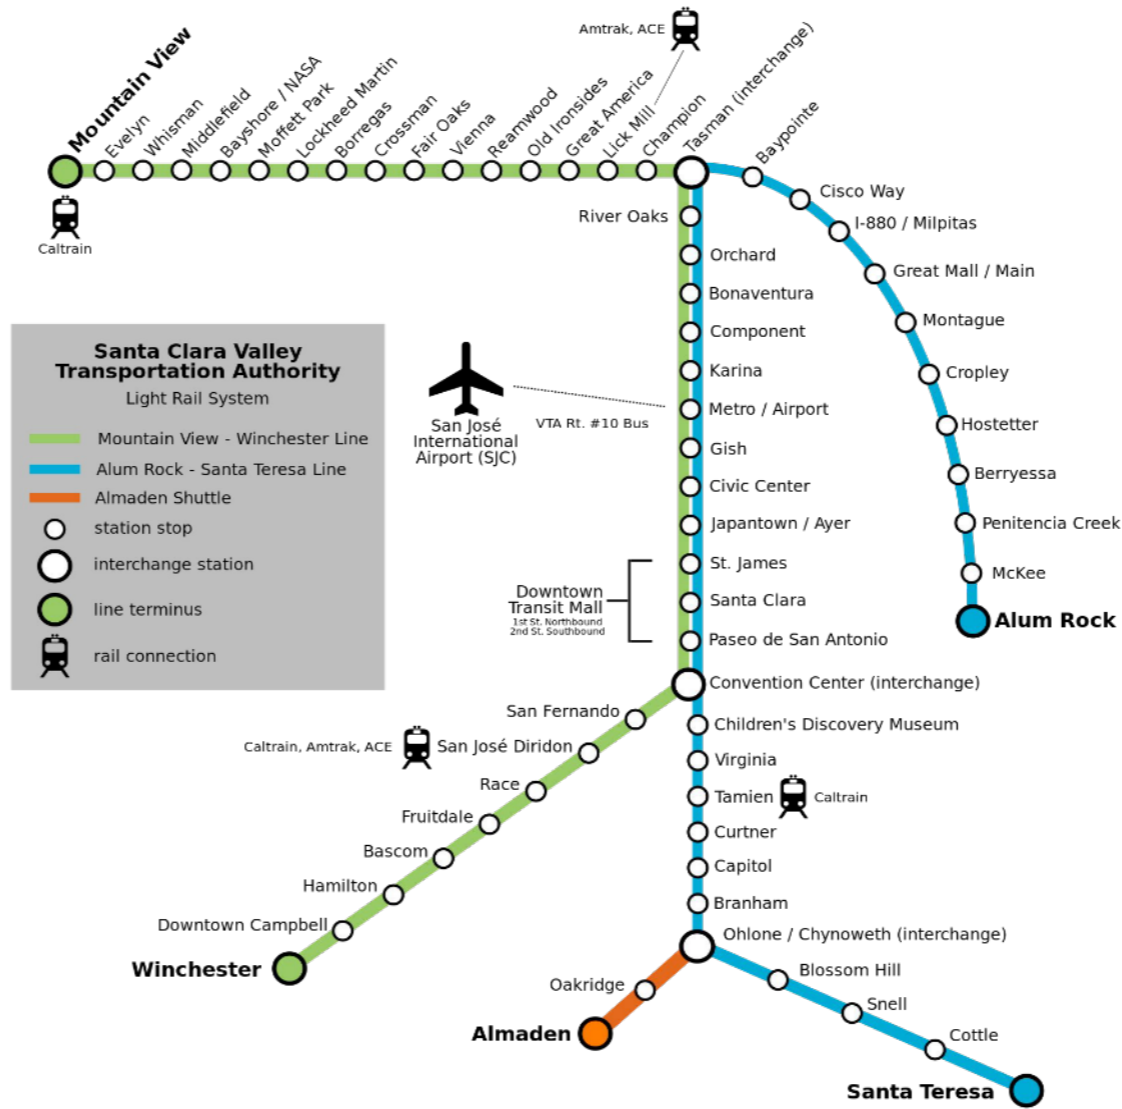 Amtrak, ACE
Mountain View
Evelyn
Whisman
Middlefield
Bayshore / NASA
Moffett Park
Lockheed Martin
Borregas
Crossman
Fair Oaks
Vienna
Reamwood
Old Ironsides
Great America
Lick Mill
Champion
Tasman (interchange)
Baypointe
Cisco Way
I-880 / Milpitas
Great Mall / Main
Montague
Cropley
Hostetter
Berryessa
Penitencia Creek
McKee
Alum Rock
Caltrain
River Oaks
Orchard
Bonaventura
Component
Karina
Metro / Airport
Gish
Civic Center
Japantown / Ayer
St. James
Santa Clara
Paseo de San Antonio
Convention Center (interchange)
San José
International
Airport (SJC)
VTA Rt. #10 Bus
Santa Clara Valley
Transportation Authority
Light Rail System
Mountain View - Winchester Line
Alum Rock - Santa Teresa Line
Almaden Shuttle
station stop
interchange station
line terminus
rail connection
Downtown
Transit Mall
1st St. Northbound
2nd St. Southbound
San Fernando
Caltrain, Amtrak, ACE
San José Diridon
Race
Fruitdale
Bascom
Hamilton
Downtown Campbell
Winchester
Children's Discovery Museum
Virginia
Tamien
Caltrain
Curtner
Capitol
Branham
Ohlone / Chynoweth (interchange)
Oakridge
Almaden
Blossom Hill
Snell
Cottle
Santa Teresa